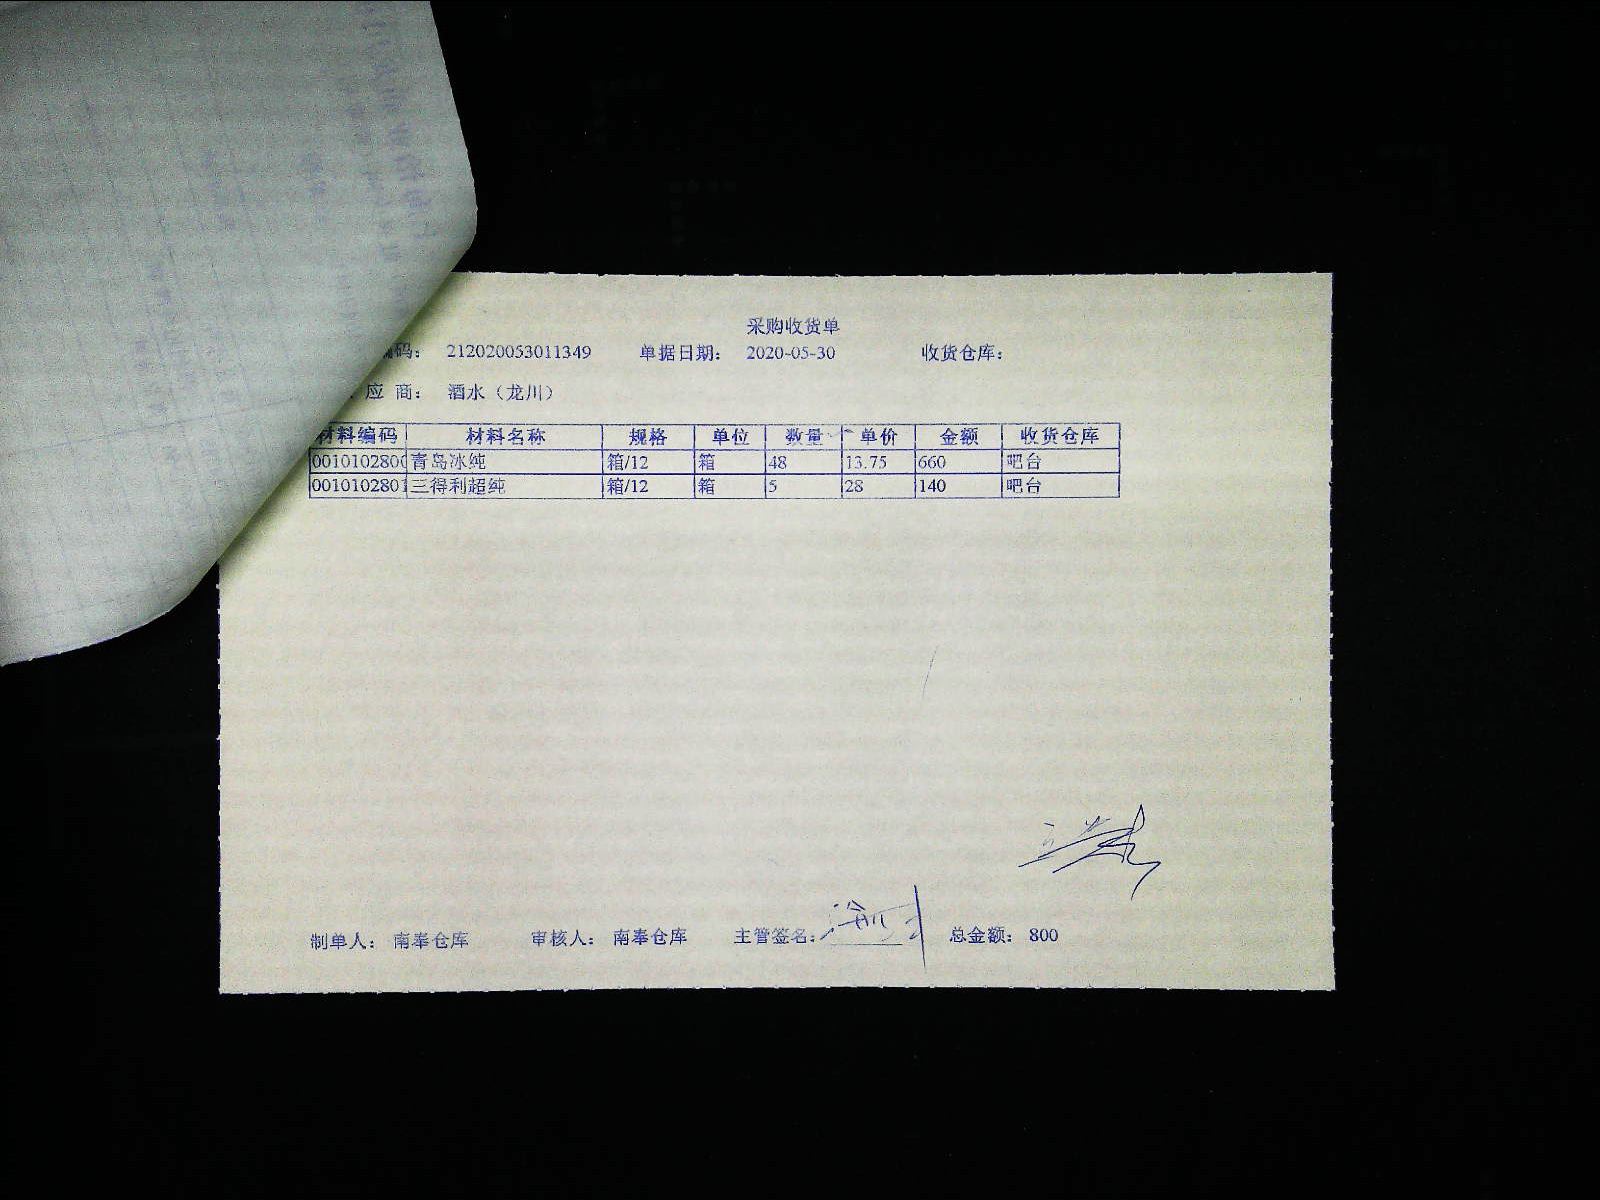 采购收货单
编码： 212020053011349 单据日期： 2020-05-30 收货仓库：
应 商： 酒水（龙川）
材料编码 材料名称 规格 单位 数量 单价 金额 收货仓库
0010102800 青岛冰纯 箱/12 箱 48 13.75 660 吧台
0010102801 三得利超纯 箱/12 箱 5 28 140 吧台
制单人： 南奉仓库 审核人： 南奉仓库 主管签名： 总金额： 800